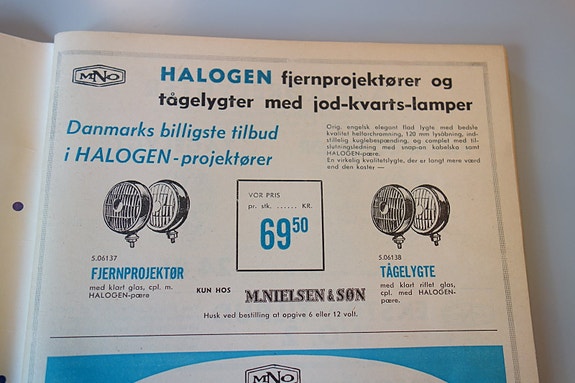 MNO
HALOGEN fjernprojektører og
tågelygter med jod-kvarts-lamper
Danmarks billigste tilbud
i HALOGEN-projektører
Orig. engelsk elegant flad lygte med bedste
kvalitet helforchromning, 120 mm lysåbning, ind-
stillelig kuglebespænding, og complet med til-
slutningsledning med snap-on kabelsko samt
HALOGEN-pære.
En virkelig kvalitetslygte, der er langt mere værd
end den koster —
VOR PRIS
pr. stk. ...... KR.
69 50
5.06137
FJERNPROJEKTØR
med klart glas, cpl. m.
HALOGEN-pære
KUN HOS M.NIELSEN & SØN
5.06138
TÅGELYGTE
med klart riflet glas,
cpl. med HALOGEN-
pære.
Husk ved bestilling at opgive 6 eller 12 volt.
MNO